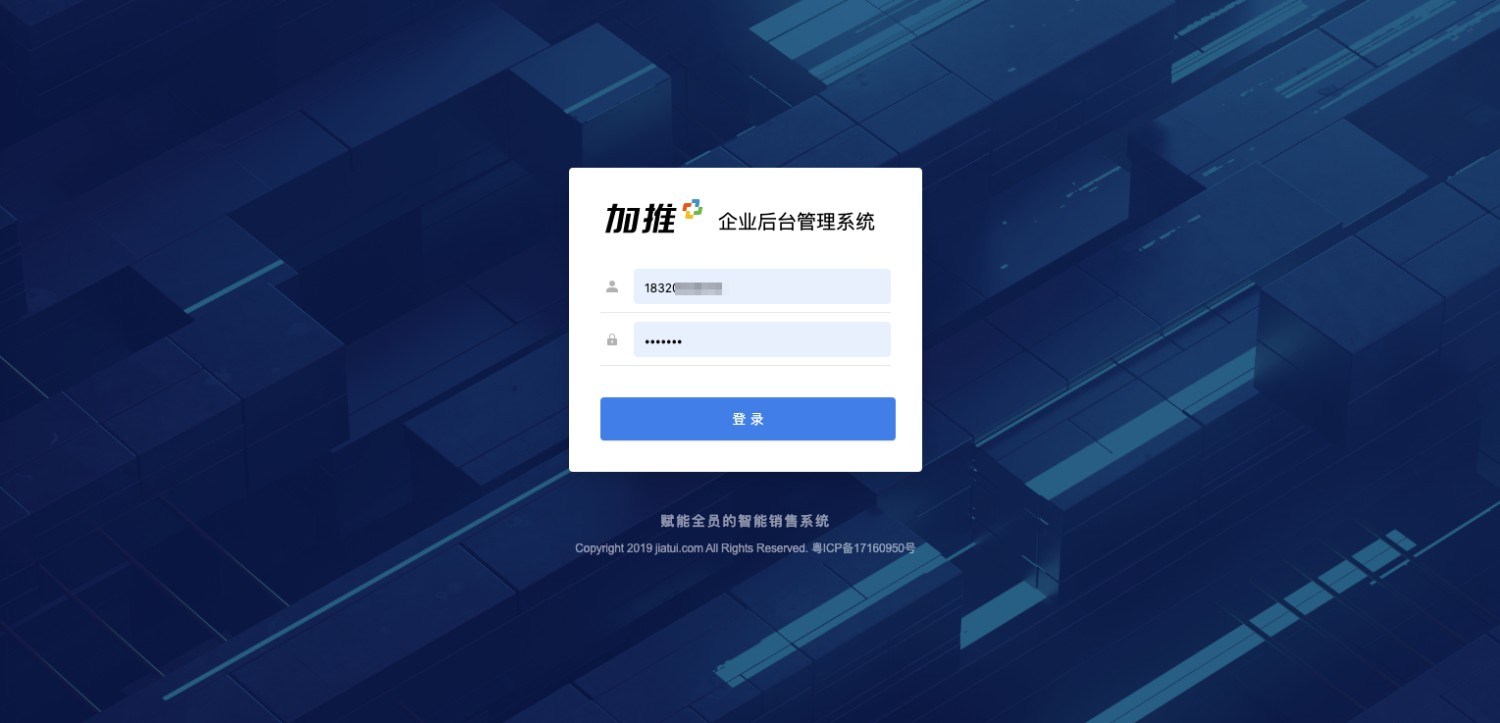 加推 企业后台管理系统
18320
•••••••
登录
赋能全员的智能销售系统
Copyright 2019 jiatui.com All Rights Reserved. 粤ICP备17160950号